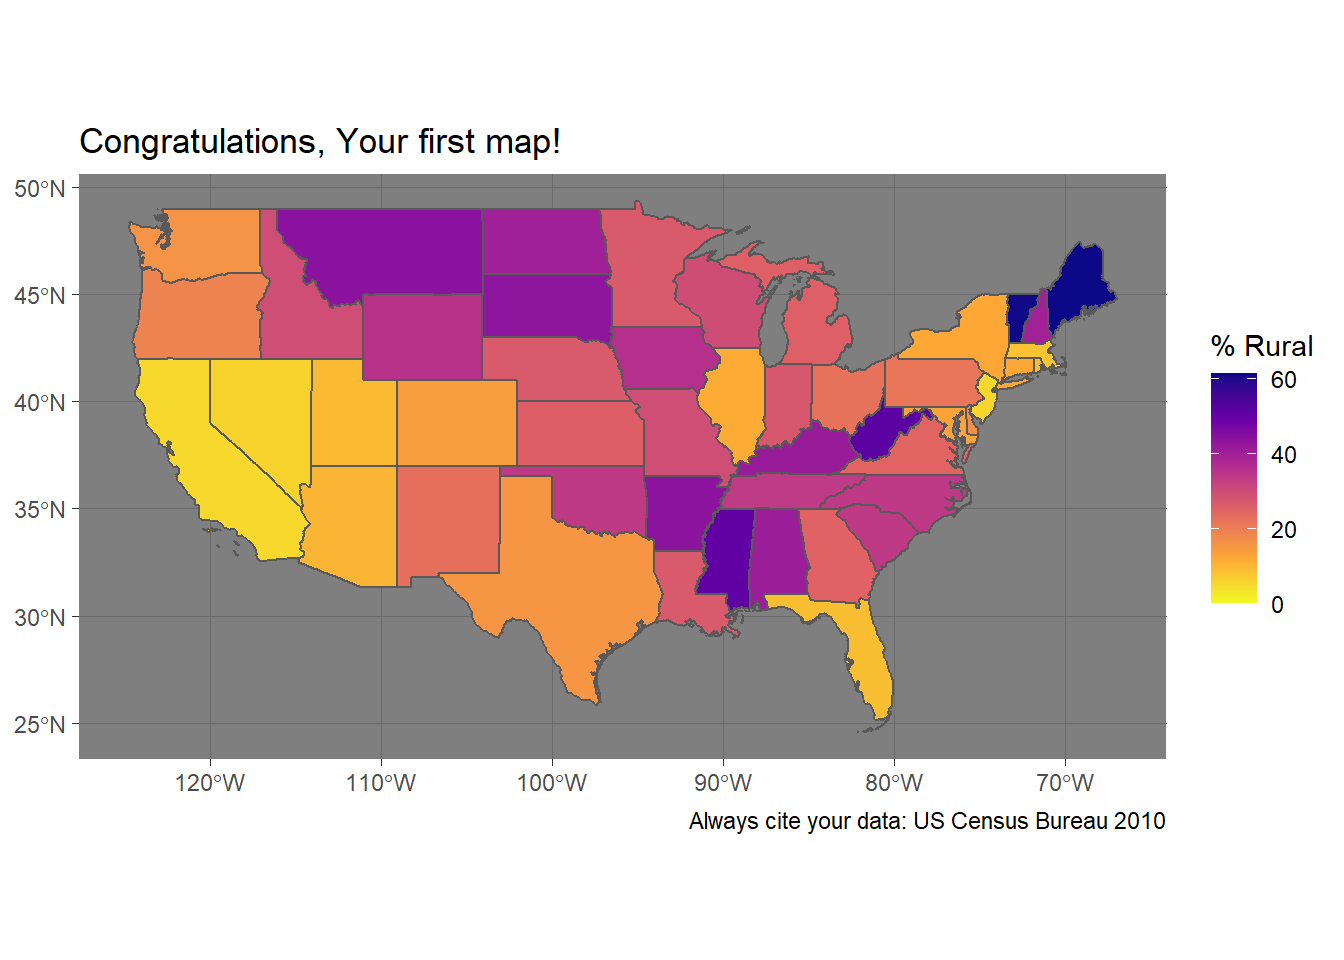 Congratulations, Your first map!
50°N
45°N
40°N
35°N
30°N
25°N
120°W 110°W 100°W 90°W 80°W 70°W
% Rural
60
40
20
0
Always cite your data: US Census Bureau 2010